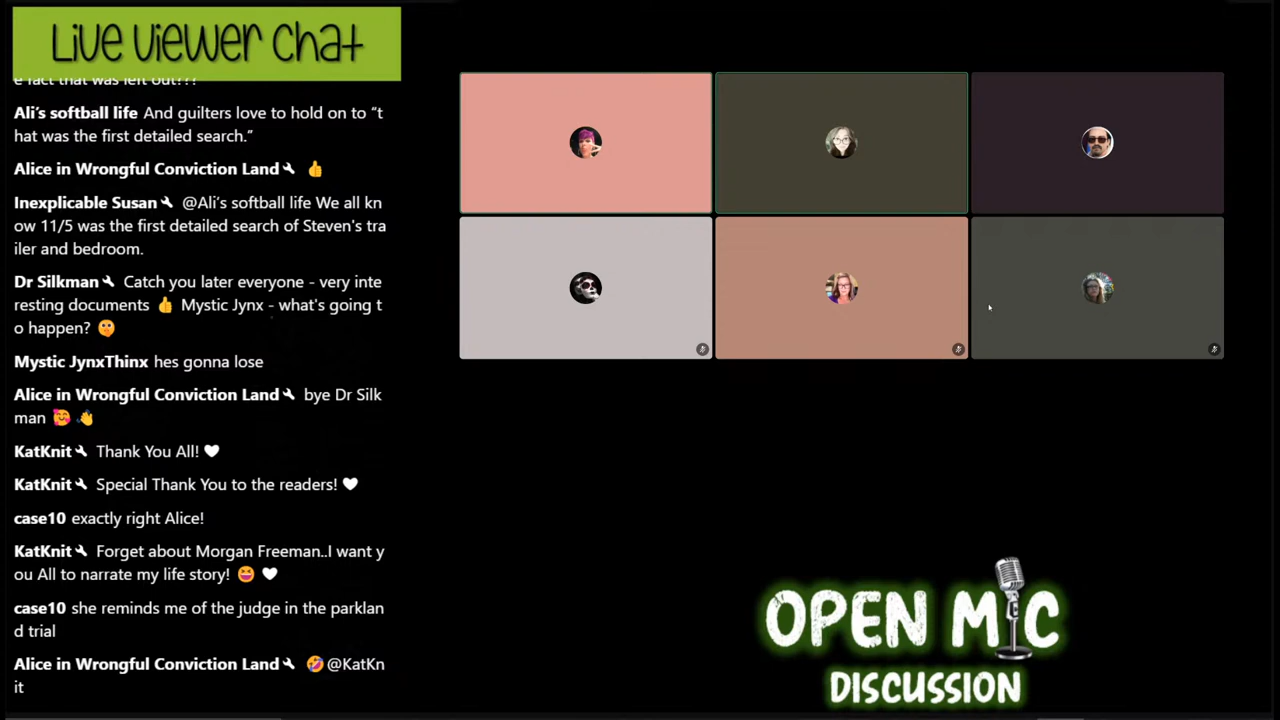 Live Viewer Chat
e fact that was left out???
Ali's softball life And guilters love to hold on to "t
hat was the first detailed search."
Alice in Wrongful Conviction Land 👍
Inexplicable Susan @Ali's softball life We all kn
ow 11/5 was the first detailed search of Steven's tra
iler and bedroom.
Dr Silkman Catch you later everyone - very inte
resting documents 👍 Mystic Jynx - what's going t
o happen? 🤔
Mystic JynxThinx hes gonna lose
Alice in Wrongful Conviction Land bye Dr Silk
man 🥰 👋
KatKnit Thank You All! 🤍
KatKnit Special Thank You to the readers! 🤍
case10 exactly right Alice!
KatKnit Forget about Morgan Freeman..I want y
ou All to narrate my life story! 😆 🤍
case10 she reminds me of the judge in the parklan
d trial
Alice in Wrongful Conviction Land 🤣 @KatKn
it
OPEN MIC
DISCUSSION